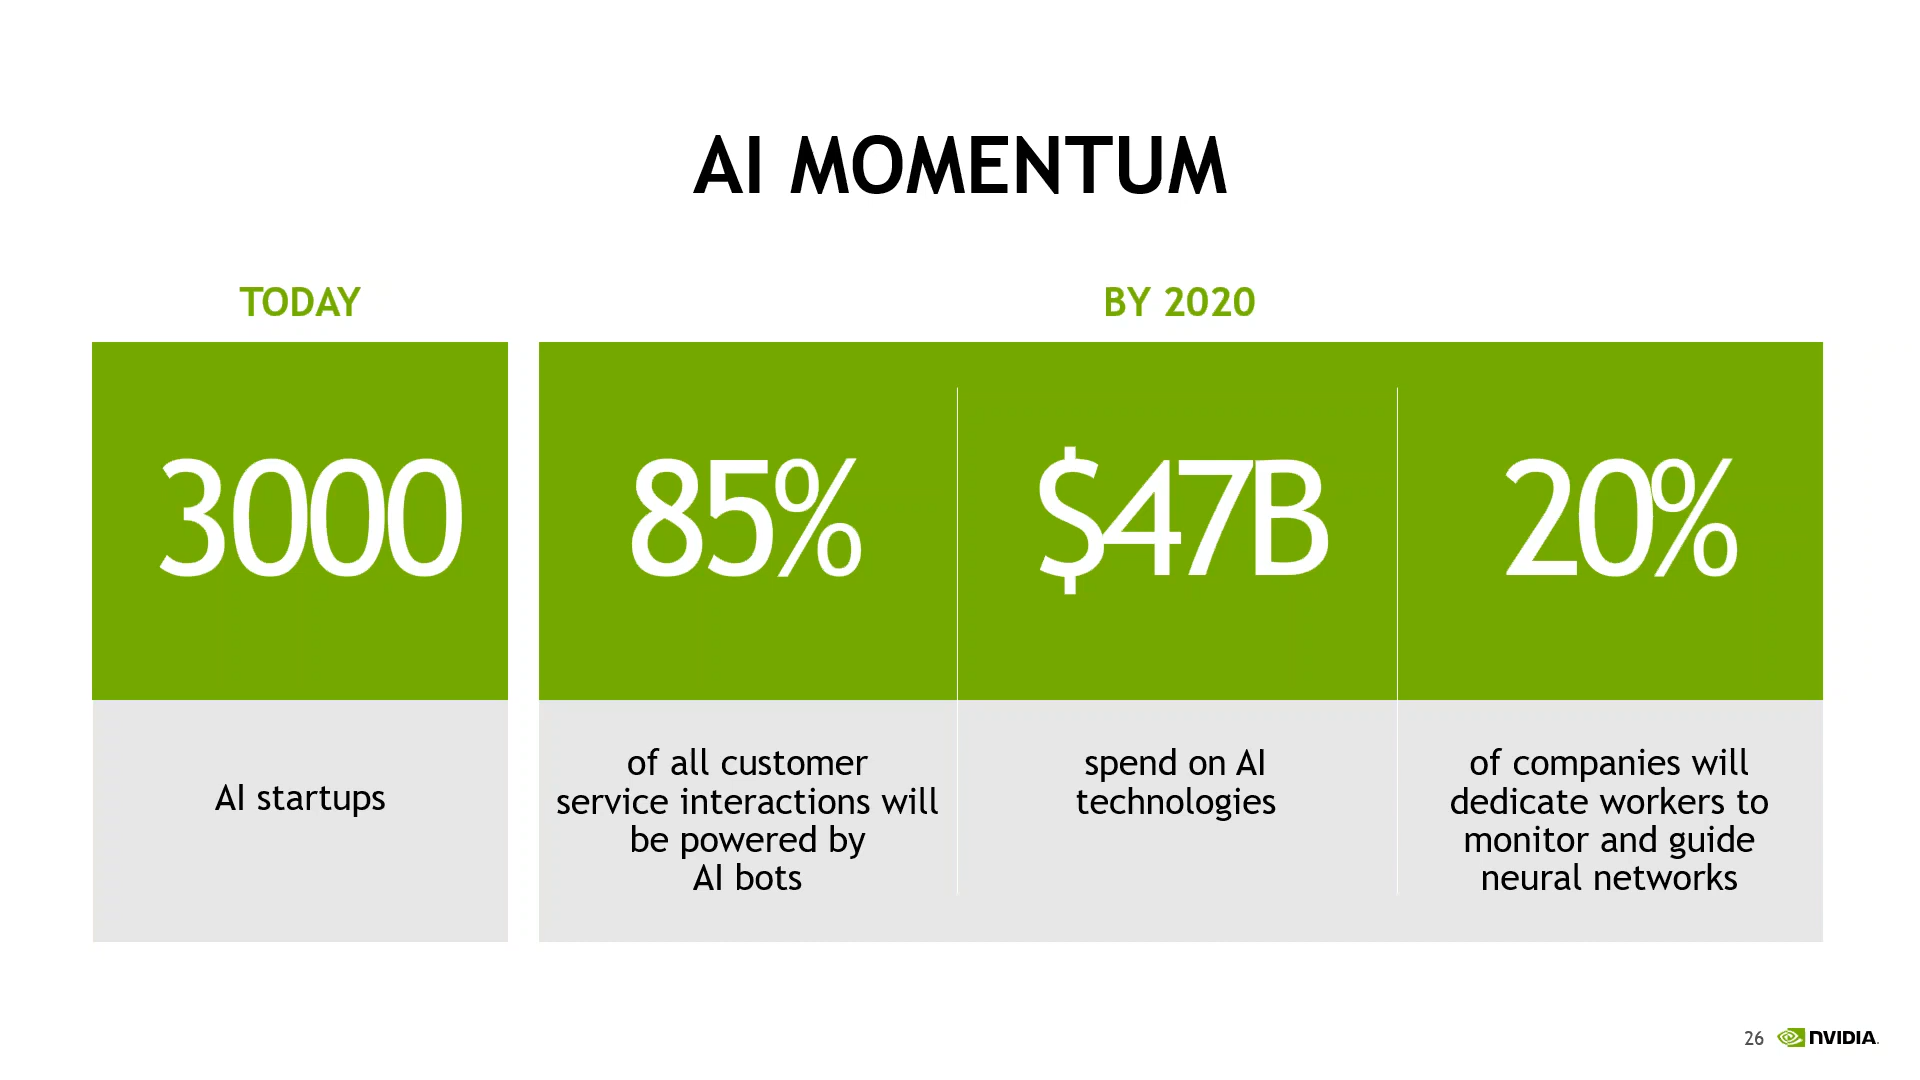 AI MOMENTUM
TODAY
3000
AI startups
BY 2020
85%
of all customer
service interactions will
be powered by
AI bots
$47B
spend on AI
technologies
20%
of companies will
dedicate workers to
monitor and guide
neural networks
26
NVIDIA.